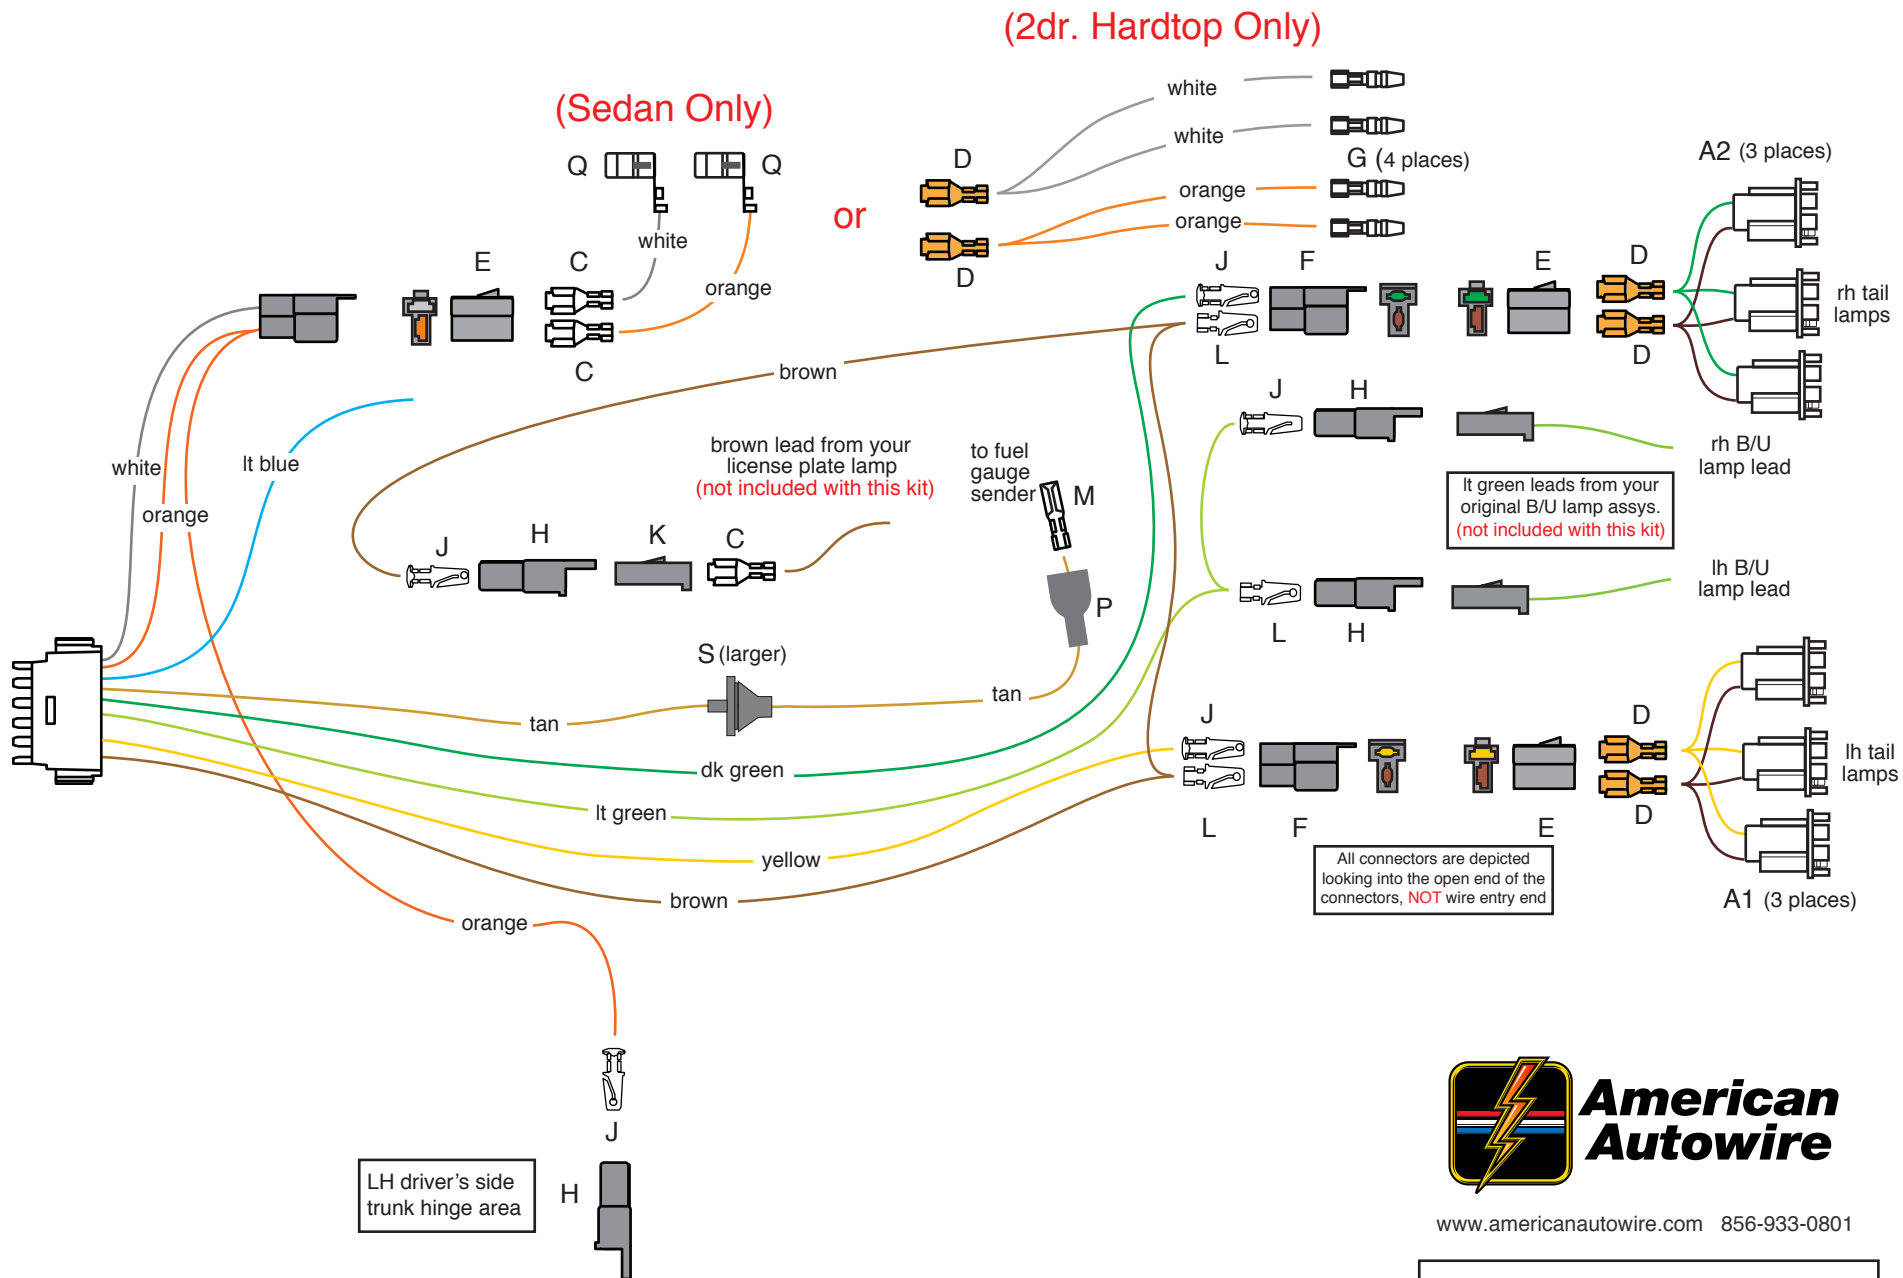 (2dr. Hardtop Only)
(Sedan Only)
white
white
Q
Q
D
G (4 places)
A2 (3 places)
orange
or
orange
white
D
E
C
orange
J
F
E
D
rh tail
lamps
C
L
D
brown
J
H
white
lt blue
brown lead from your
license plate lamp
(not included with this kit)
to fuel
gauge
sender
M
rh B/U
lamp lead
orange
lt green leads from your
original B/U lamp assys.
(not included with this kit)
J
H
K
C
lh B/U
lamp lead
P
L
H
S (larger)
tan
tan
J
D
E
lh tail
lamps
dk green
lt green
L
F
E
D
yellow
All connectors are depicted
looking into the open end of the
connectors, NOT wire entry end
brown
A1 (3 places)
orange
J
American
Autowire
LH driver's side
trunk hinge area
H
www.americanautowire.com 856-933-0801